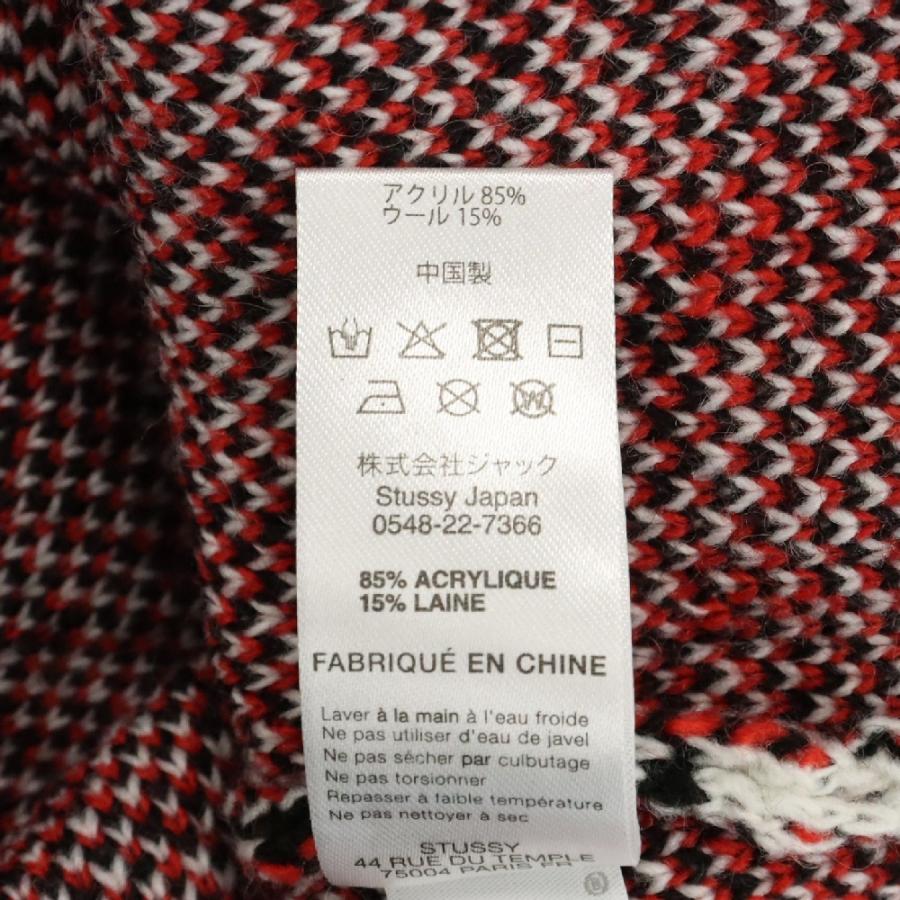 アクリル 85%
ウール 15%
中国製
W
株式会社ジャック
Stussy Japan
0548-22-7366
85% ACRYLIQUE
15% LAINE
FABRIQUÉ EN CHINE
Laver à la main à l'eau froide
Ne pas utiliser d'eau de javel
Ne pas sécher par culbutage
Ne pas torsionner
Repasser à faible température
Ne pas nettoyer à sec
STUSSY
44 RUE DU TEMPLE
75004 PARIS FR